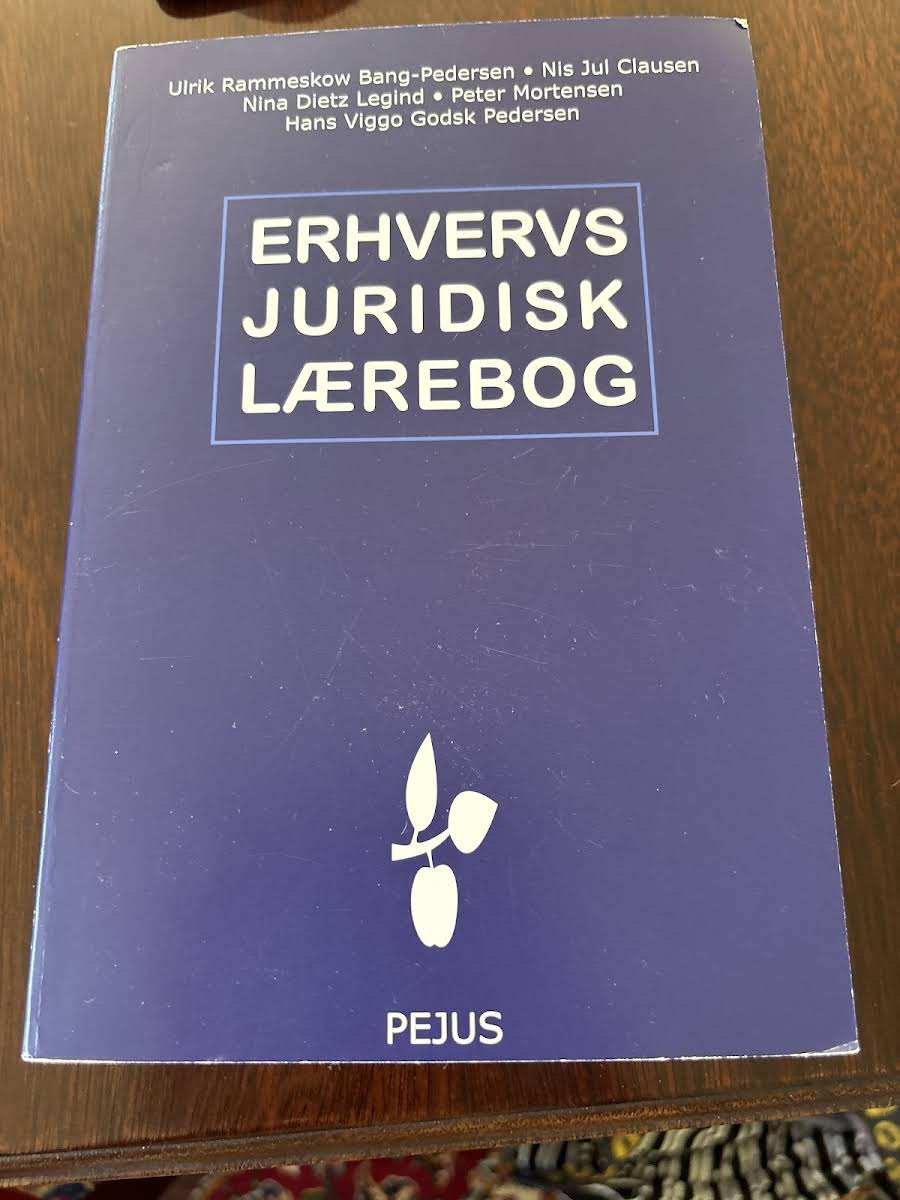 Ulrik Rammeskow Bang-Pedersen • Nis Jul Clausen
Nina Dietz Legind • Peter Mortensen
Hans Viggo Godsk Pedersen
ERHVERVS
JURIDISK
LÆREBOG
PEJUS